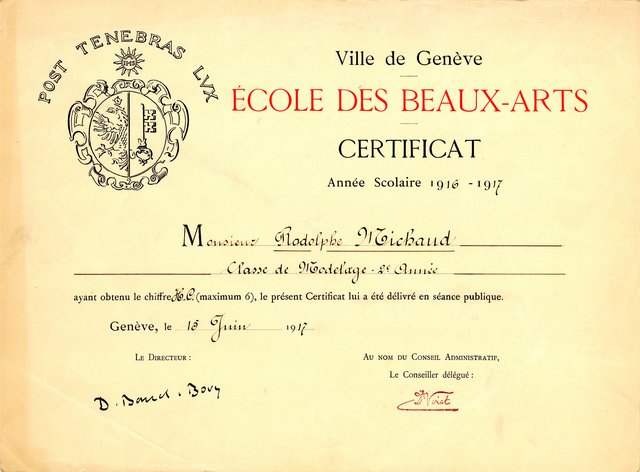 POST TENEBRAS LVX
IHS
Ville de Genève
ÉCOLE DES BEAUX-ARTS
CERTIFICAT
Année Scolaire 1916 - 1917
Monsieur Rodolphe Michaud
Classe de Modelage - 2e Année
ayant obtenu le chiffre H.C. (maximum 6), le présent Certificat lui a été délivré en séance publique.
Genève, le 15 Juin 1917
LE DIRECTEUR :
AU NOM DU CONSEIL ADMINISTRATIF,
Le Conseiller délégué :
D. Baud-Bovy